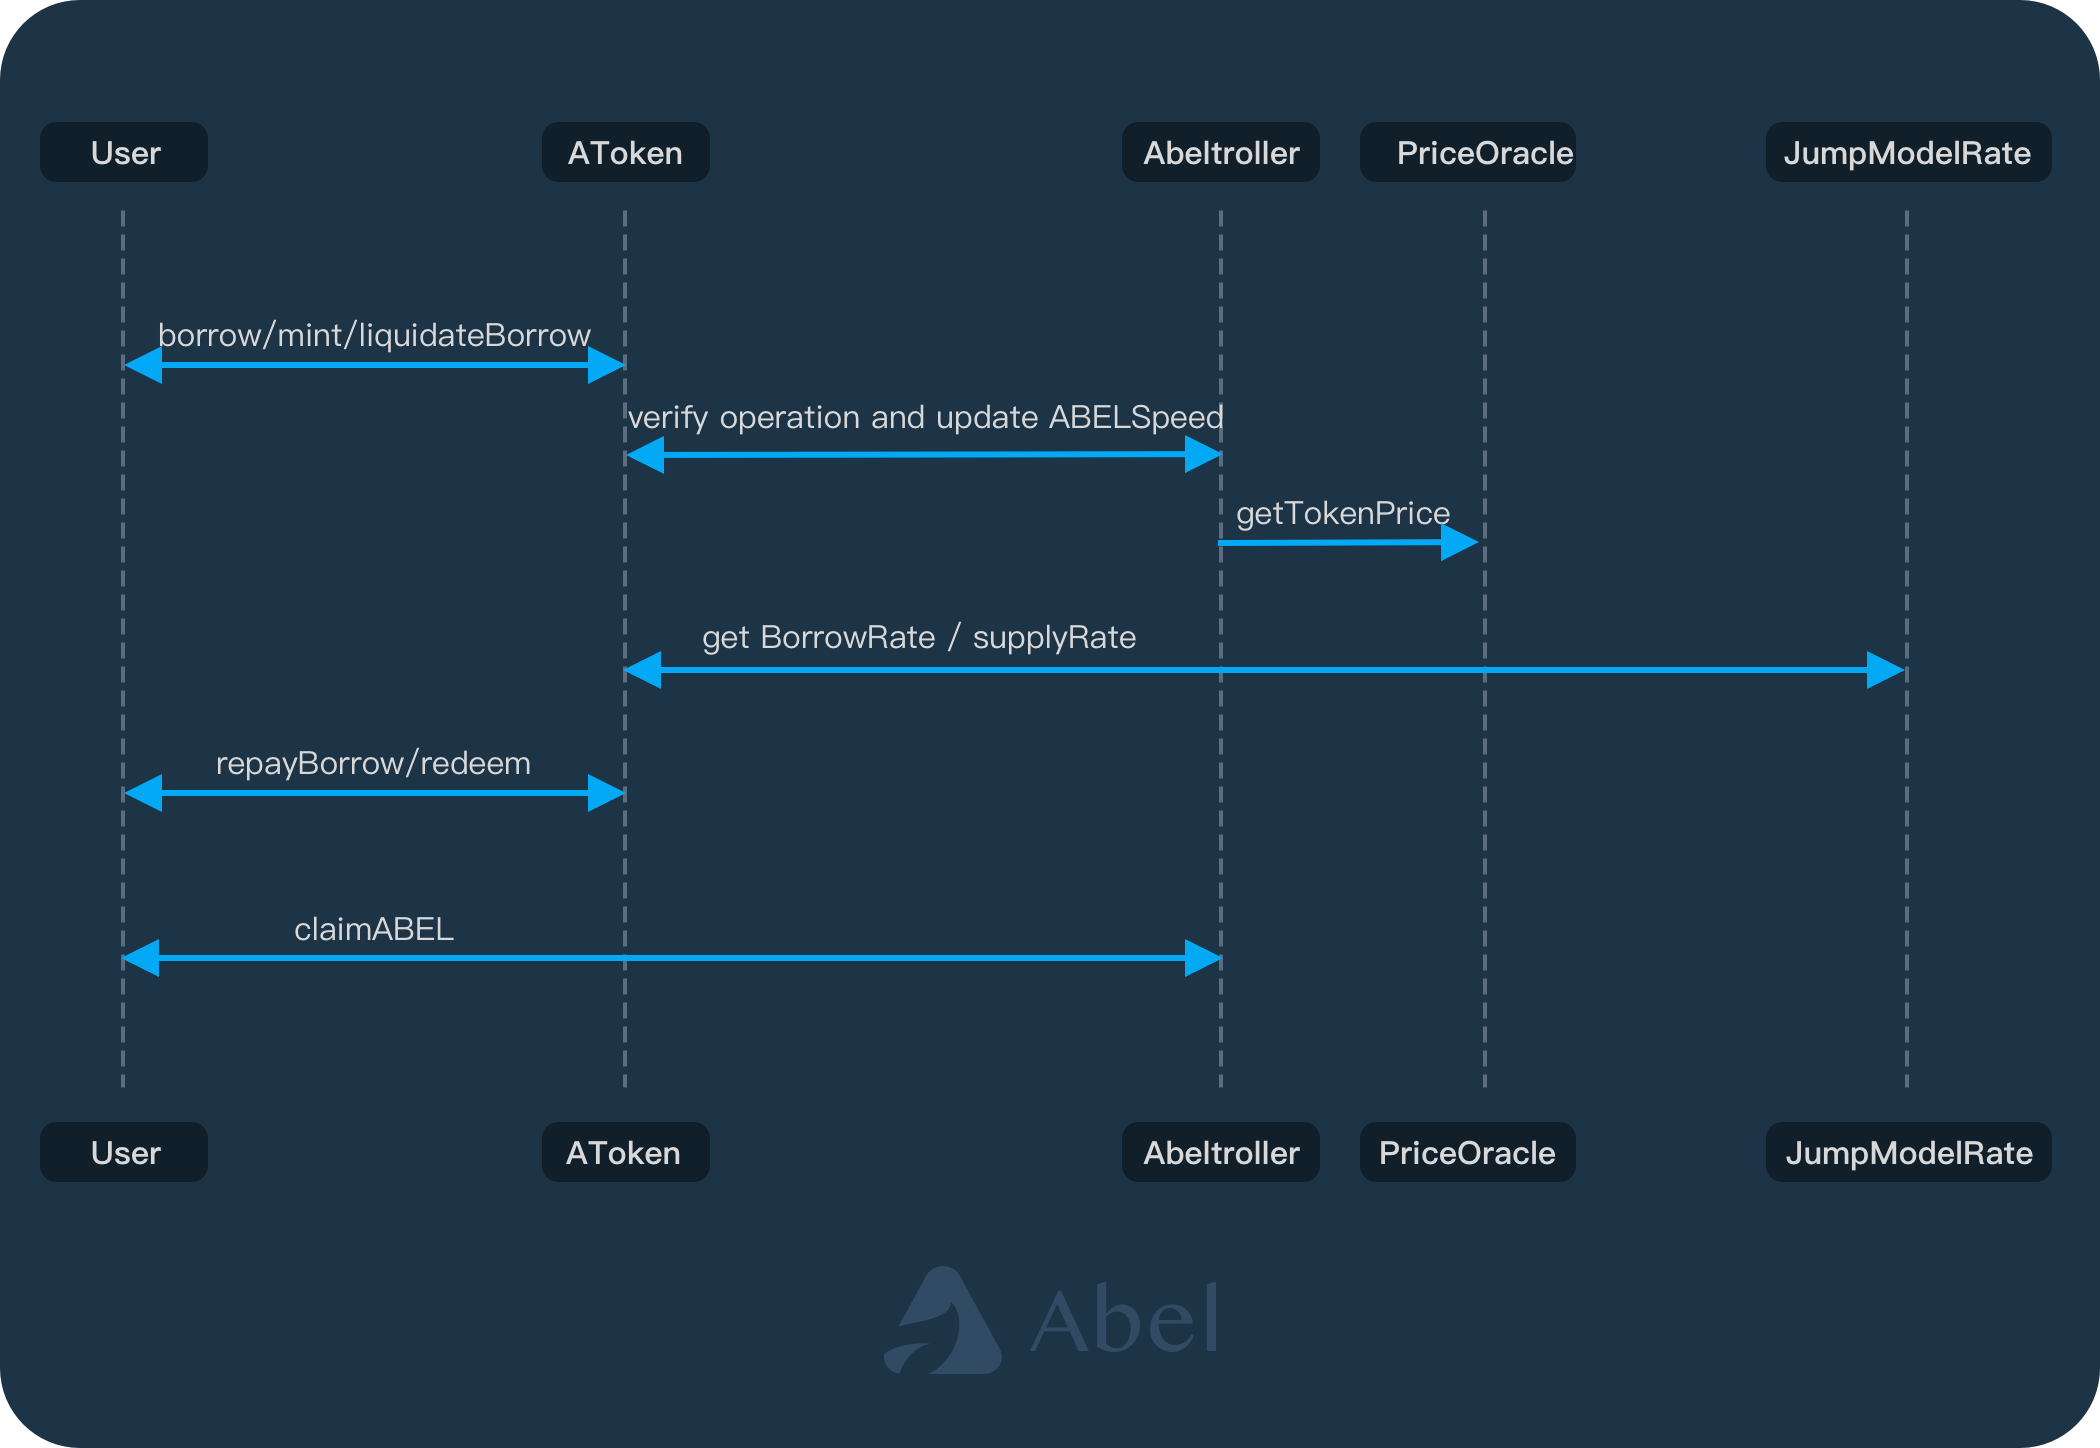 User
AToken
Abeltroller
PriceOracle
JumpModelRate
borrow/mint/liquidateBorrow
verify operation and update ABELSpeed
getTokenPrice
get BorrowRate / supplyRate
repayBorrow/redeem
claimABEL
User
AToken
Abeltroller
PriceOracle
JumpModelRate
Abel